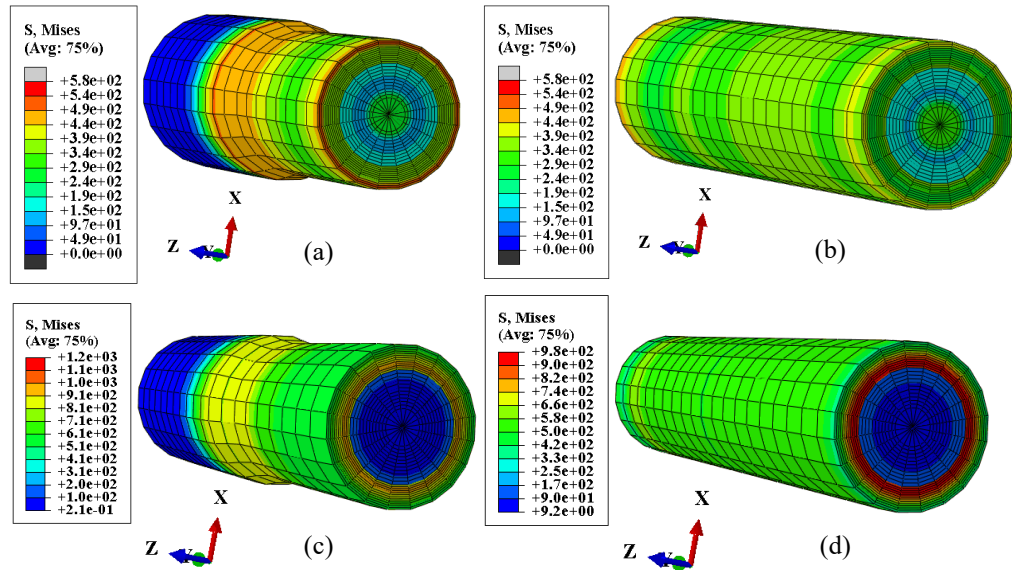 S, Mises
(Avg: 75%)
+5.8e+02
+5.4e+02
+4.9e+02
+4.4e+02
+3.9e+02
+3.4e+02
+2.9e+02
+2.4e+02
+1.9e+02
+1.5e+02
+9.7e+01
+4.9e+01
+0.0e+00
X
Z
Y
(a)
S, Mises
(Avg: 75%)
+5.8e+02
+5.4e+02
+4.9e+02
+4.4e+02
+3.9e+02
+3.4e+02
+2.9e+02
+2.4e+02
+1.9e+02
+1.5e+02
+9.7e+01
+4.9e+01
+0.0e+00
X
Z
Y
(b)
S, Mises
(Avg: 75%)
+1.2e+03
+1.1e+03
+1.0e+03
+9.1e+02
+8.1e+02
+7.1e+02
+6.1e+02
+5.1e+02
+4.1e+02
+3.1e+02
+2.0e+02
+1.0e+02
+2.1e-01
X
Z
Y
(c)
S, Mises
(Avg: 75%)
+9.8e+02
+9.0e+02
+8.2e+02
+7.4e+02
+6.6e+02
+5.8e+02
+5.0e+02
+4.2e+02
+3.3e+02
+2.5e+02
+1.7e+02
+9.0e+01
+9.2e+00
X
Z
Y
(d)